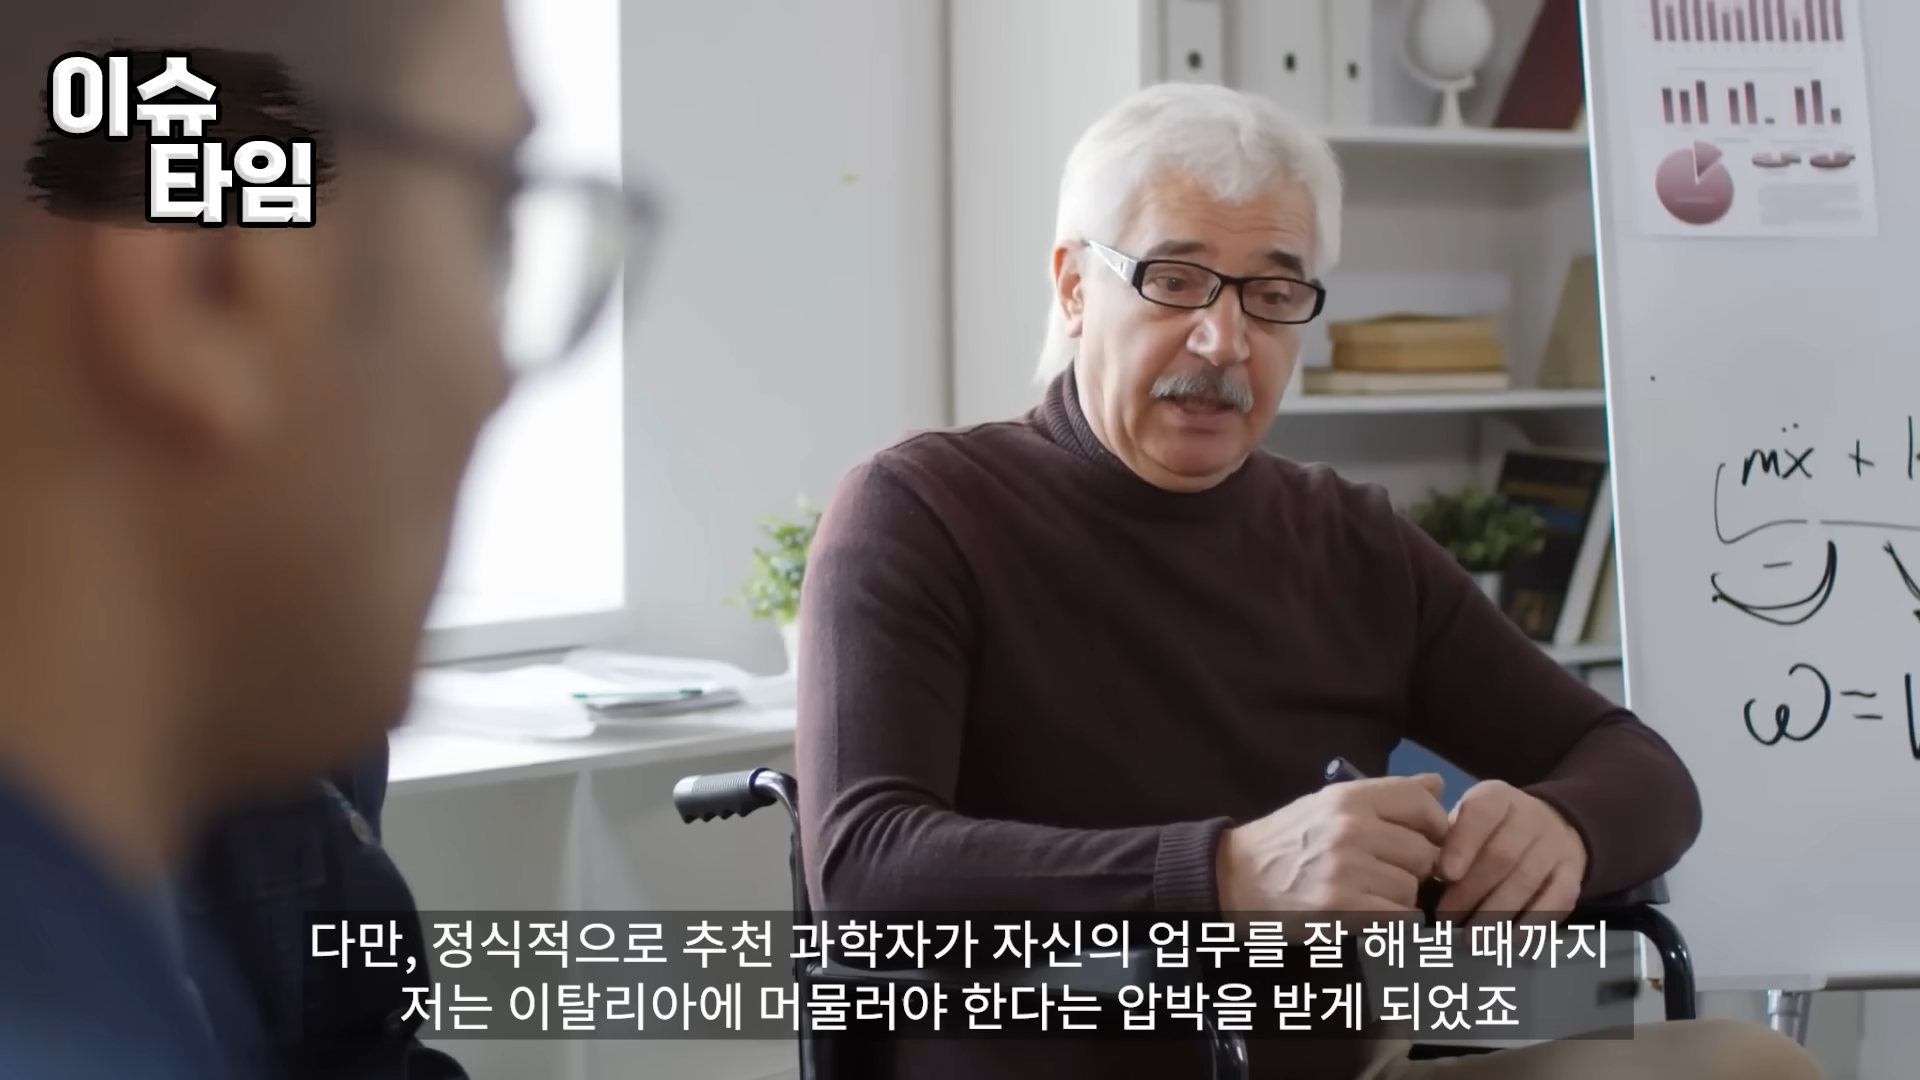 이슈
타임
mẍ +
ω =
다만, 정식적으로 추천 과학자가 자신의 업무를 잘 해낼 때까지
저는 이탈리아에 머물러야 한다는 압박을 받게 되었죠